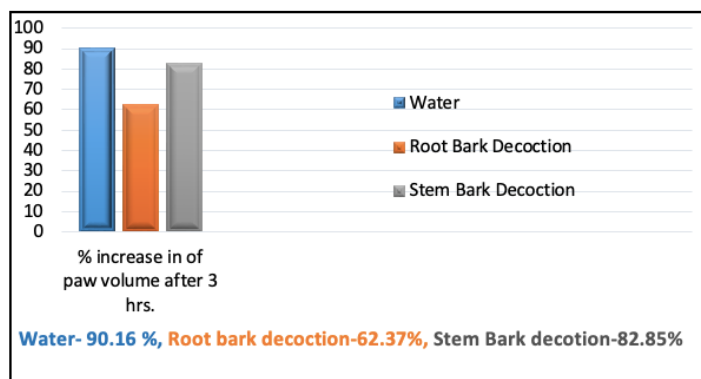 100
90
80
70
60
50
40
30
20
10
0
% increase in of
paw volume after 3
hrs.
Water
Root Bark Decoction
Stem Bark Decoction
Water- 90.16 %, Root bark decoction-62.37%, Stem Bark decotion-82.85%